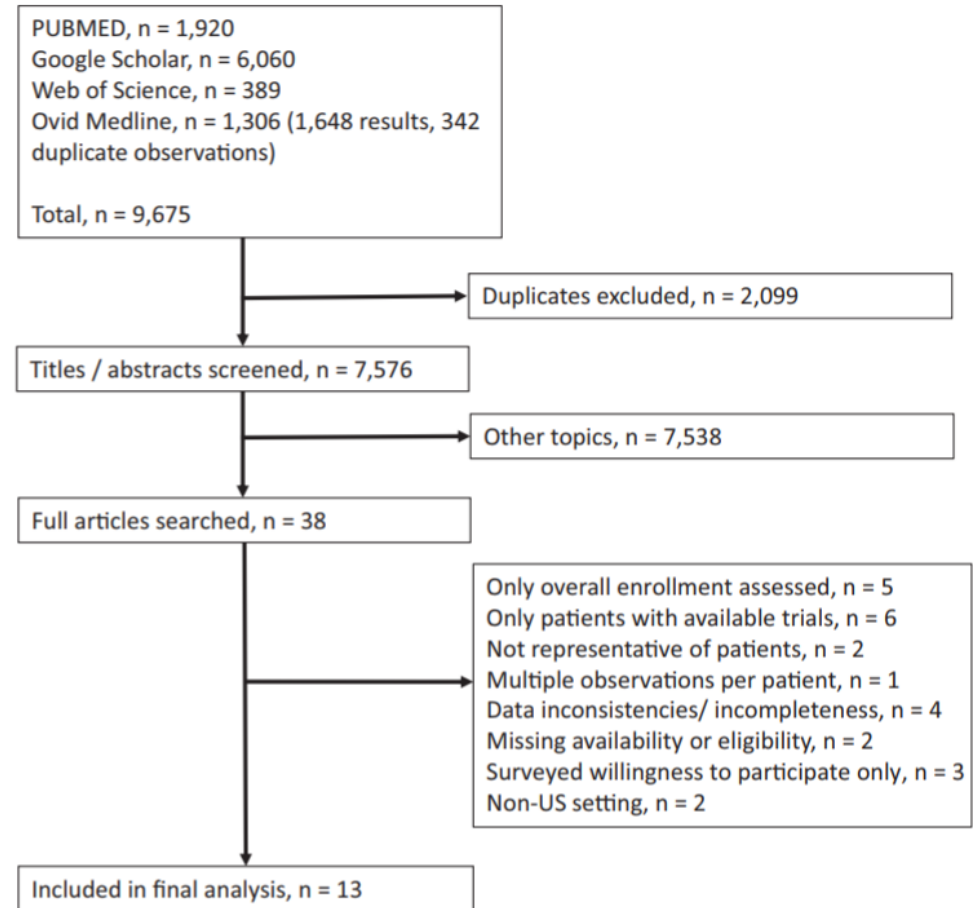 PUBMED, n = 1,920
Google Scholar, n = 6,060
Web of Science, n = 389
Ovid Medline, n = 1,306 (1,648 results, 342
duplicate observations)
Total, n = 9,675
Duplicates excluded, n = 2,099
Titles / abstracts screened, n = 7,576
Other topics, n = 7,538
Full articles searched, n = 38
Only overall enrollment assessed, n = 5
Only patients with available trials, n = 6
Not representative of patients, n = 2
Multiple observations per patient, n = 1
Data inconsistencies/ incompleteness, n = 4
Missing availability or eligibility, n = 2
Surveyed willingness to participate only, n = 3
Non-US setting, n = 2
Included in final analysis, n = 13